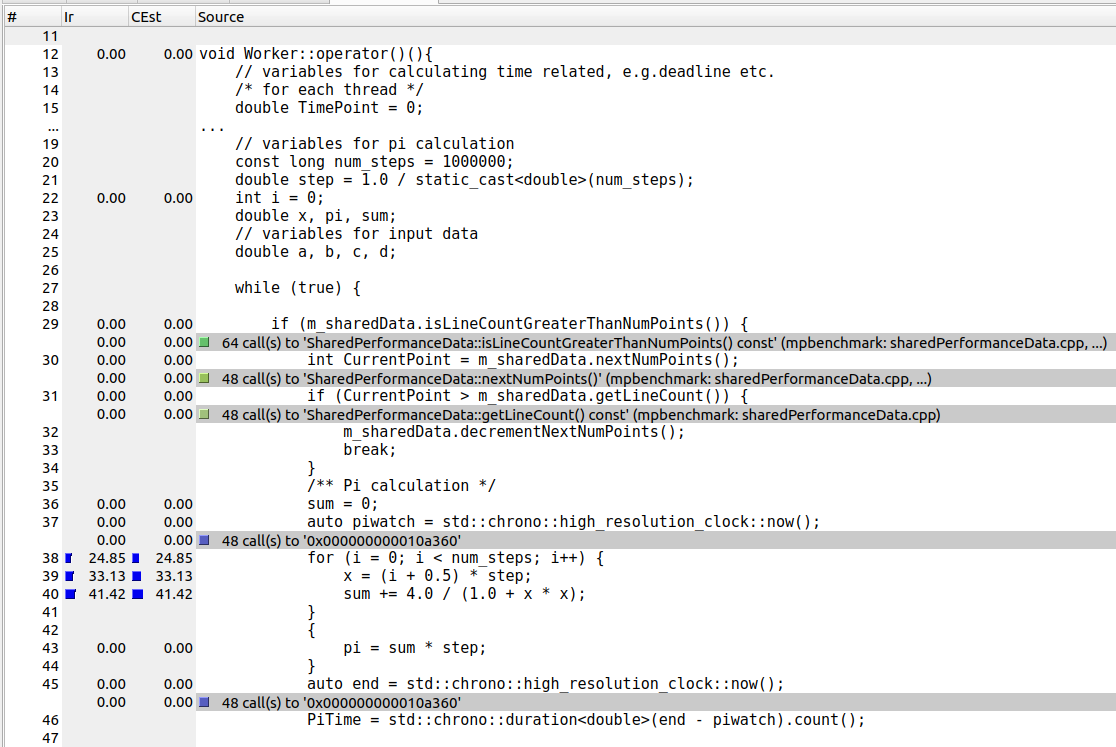 # Ir CEst Source
11
12 0.00 0.00 void Worker::operator()(){
13 // variables for calculating time related, e.g.deadline etc.
14 /* for each thread */
15 double TimePoint = 0;
... ...
19 // variables for pi calculation
20 const long num_steps = 1000000;
21 double step = 1.0 / static_cast<double>(num_steps);
22 0.00 0.00 int i = 0;
23 double x, pi, sum;
24 // variables for input data
25 double a, b, c, d;
26
27 while (true) {
28
29 0.00 0.00 if (m_sharedData.isLineCountGreaterThanNumPoints()) {
0.00 0.00 64 call(s) to 'SharedPerformanceData::isLineCountGreaterThanNumPoints() const' (mpbenchmark: sharedPerformanceData.cpp, ...)
30 0.00 0.00 int CurrentPoint = m_sharedData.nextNumPoints();
0.00 0.00 48 call(s) to 'SharedPerformanceData::nextNumPoints()' (mpbenchmark: sharedPerformanceData.cpp, ...)
31 0.00 0.00 if (CurrentPoint > m_sharedData.getLineCount()) {
0.00 0.00 48 call(s) to 'SharedPerformanceData::getLineCount() const' (mpbenchmark: sharedPerformanceData.cpp)
32 m_sharedData.decrementNextNumPoints();
33 break;
34 }
35 /** Pi calculation */
36 0.00 0.00 sum = 0;
37 0.00 0.00 auto piwatch = std::chrono::high_resolution_clock::now();
0.00 0.00 48 call(s) to '0x000000000010a360'
38 24.85 24.85 for (i = 0; i < num_steps; i++) {
39 33.13 33.13 x = (i + 0.5) * step;
40 41.42 41.42 sum += 4.0 / (1.0 + x * x);
41 }
42 {
43 0.00 0.00 pi = sum * step;
44 }
45 0.00 0.00 auto end = std::chrono::high_resolution_clock::now();
0.00 0.00 48 call(s) to '0x000000000010a360'
46 PiTime = std::chrono::duration<double>(end - piwatch).count();
47